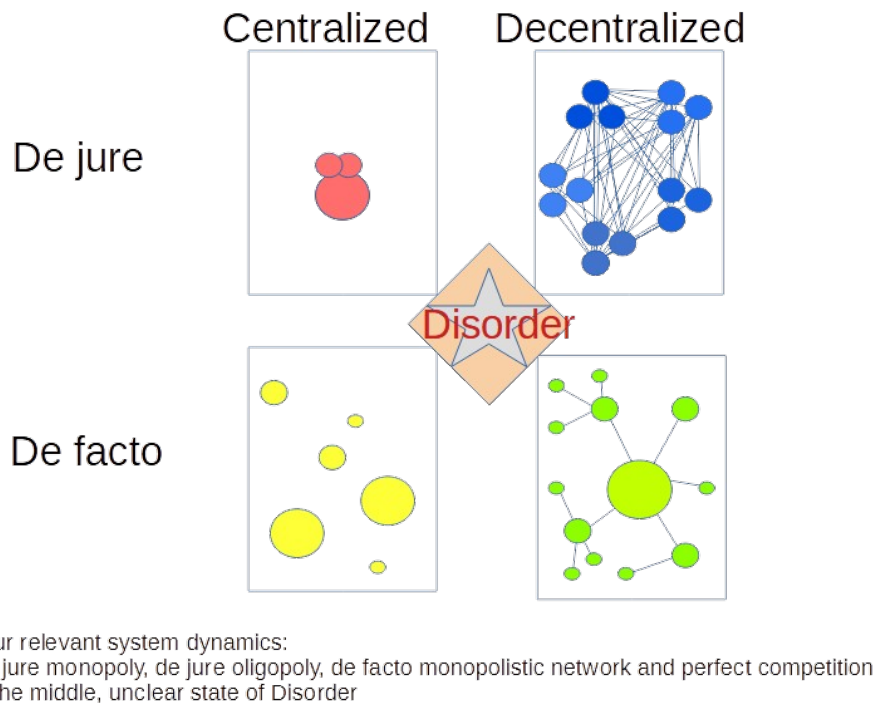 Centralized Decentralized
De jure
Disorder
De facto
ur relevant system dynamics:
jure monopoly, de jure oligopoly, de facto monopolistic network and perfect competition
he middle, unclear state of Disorder